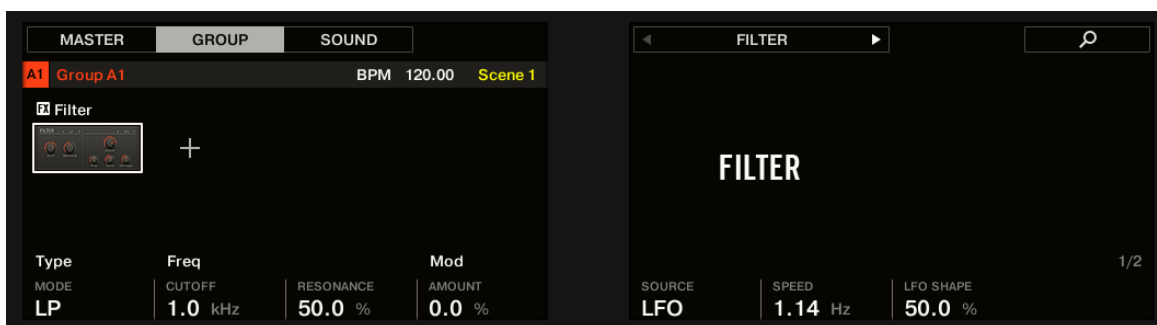 MASTER GROUP SOUND
A1 Group A1 BPM 120.00 Scene 1
FX Filter
Type Freq Mod
MODE CUTOFF RESONANCE AMOUNT
LP 1.0 kHz 50.0 % 0.0 %
FILTER
FILTER
1/2
SOURCE SPEED LFO SHAPE
LFO 1.14 Hz 50.0 %